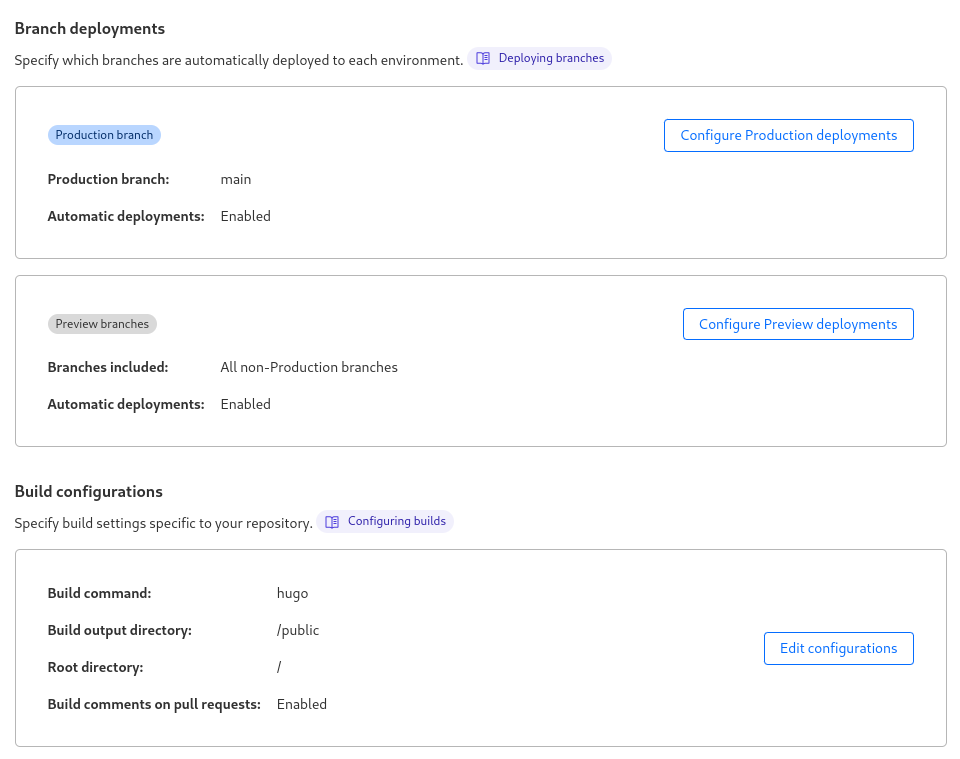 Branch deployments
Specify which branches are automatically deployed to each environment. Deploying branches
Production branch
Configure Production deployments
Production branch: main
Automatic deployments: Enabled
Preview branches
Configure Preview deployments
Branches included: All non-Production branches
Automatic deployments: Enabled
Build configurations
Specify build settings specific to your repository. Configuring builds
Build command: hugo
Build output directory: /public
Edit configurations
Root directory: /
Build comments on pull requests: Enabled